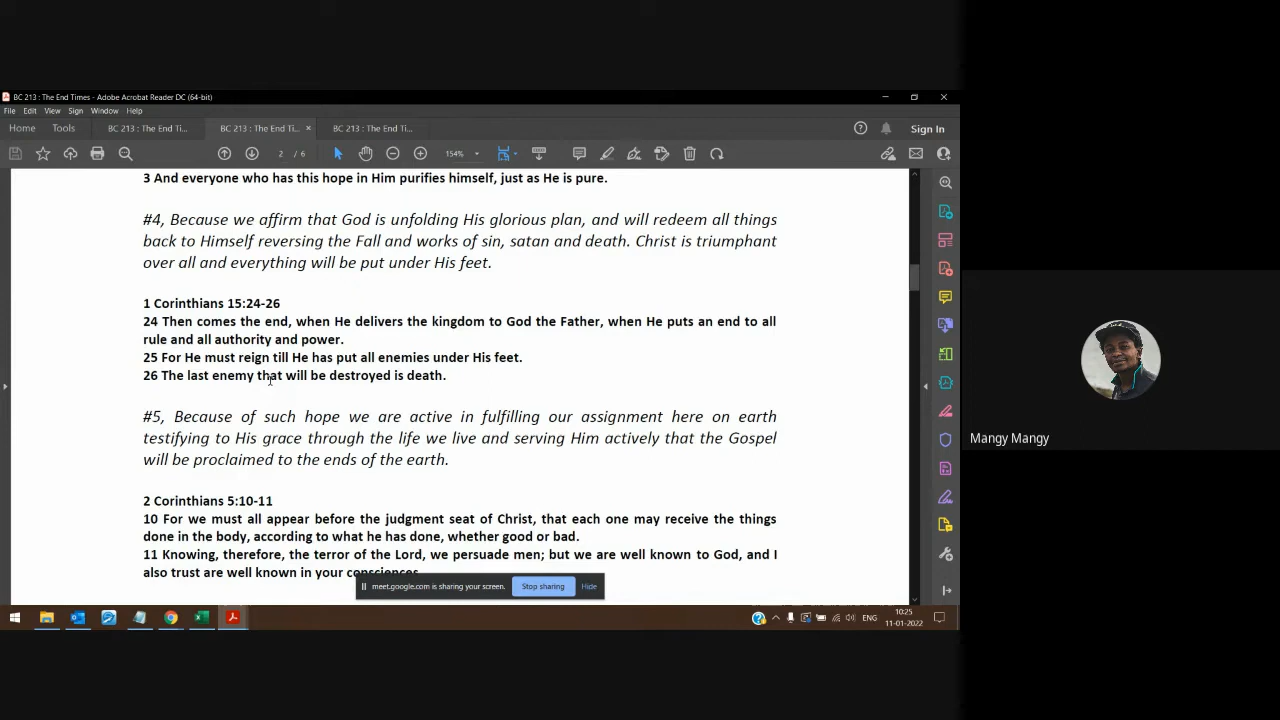 BC 213 : The End Times - Adobe Acrobat Reader DC (64-bit)
File Edit View Sign Window Help
Home Tools BC 213 : The End Ti... BC 213 : The End Ti... × BC 213 : The End Ti... Sign In
2 / 6 154%
3 And everyone who has this hope in Him purifies himself, just as He is pure.
#4, Because we affirm that God is unfolding His glorious plan, and will redeem all things
back to Himself reversing the Fall and works of sin, satan and death. Christ is triumphant
over all and everything will be put under His feet.
1 Corinthians 15:24-26
24 Then comes the end, when He delivers the kingdom to God the Father, when He puts an end to all
rule and all authority and power.
25 For He must reign till He has put all enemies under His feet.
26 The last enemy that will be destroyed is death.
#5, Because of such hope we are active in fulfilling our assignment here on earth
testifying to His grace through the life we live and serving Him actively that the Gospel
will be proclaimed to the ends of the earth.
2 Corinthians 5:10-11
10 For we must all appear before the judgment seat of Christ, that each one may receive the things
done in the body, according to what he has done, whether good or bad.
11 Knowing, therefore, the terror of the Lord, we persuade men; but we are well known to God, and I
also trust are well known in your consciences.
meet.google.com is sharing your screen. Stop sharing Hide
ENG 10:25
11-01-2022
Mangy Mangy